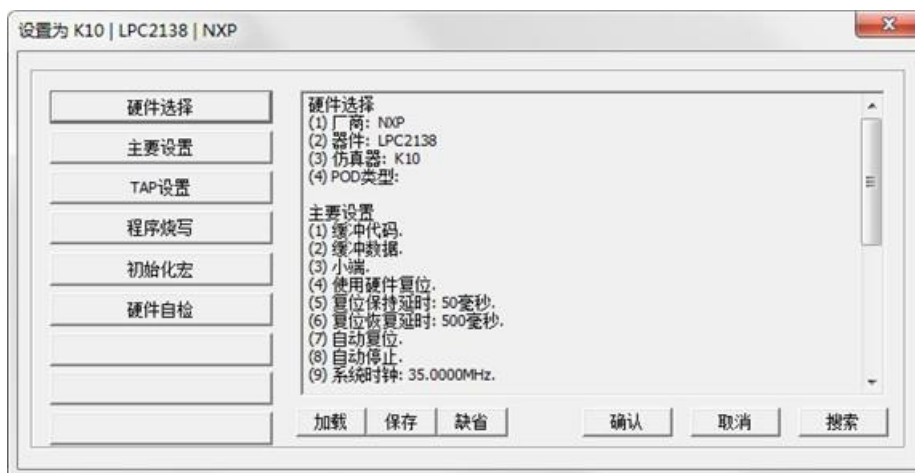 设置为 K10 | LPC2138 | NXP
硬件选择
主要设置
TAP设置
程序烧写
初始化宏
硬件自检
硬件选择
(1) 厂商: NXP
(2) 器件: LPC2138
(3) 仿真器: K10
(4) POD类型:
主要设置
(1) 缓冲代码.
(2) 缓冲数据.
(3) 小端.
(4) 使用硬件复位.
(5) 复位保持延时: 50毫秒.
(6) 复位恢复延时: 500毫秒.
(7) 自动复位.
(8) 自动停止.
(9) 系统时钟: 35.0000MHz.
加载 保存 缺省 确认 取消 搜索